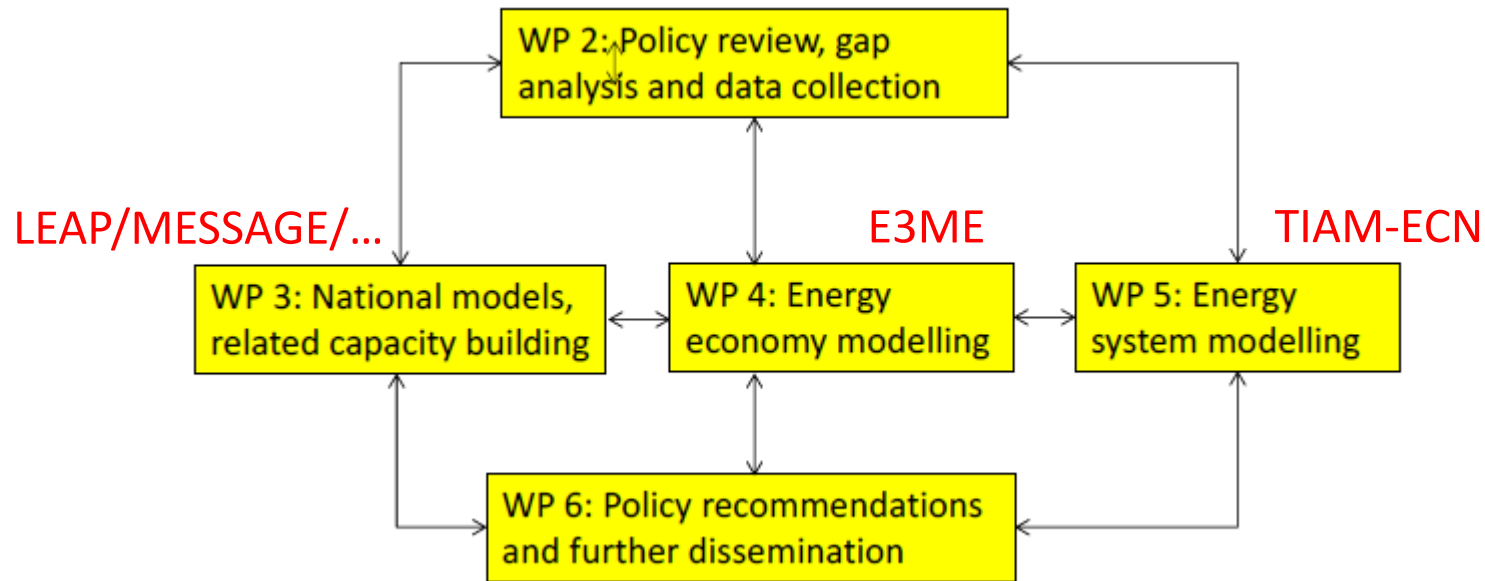 WP 2: Policy review, gap
analysis and data collection
LEAP/MESSAGE/...
E3ME
TIAM-ECN
WP 3: National models,
related capacity building
WP 4: Energy
economy modelling
WP 5: Energy
system modelling
WP 6: Policy recommendations
and further dissemination